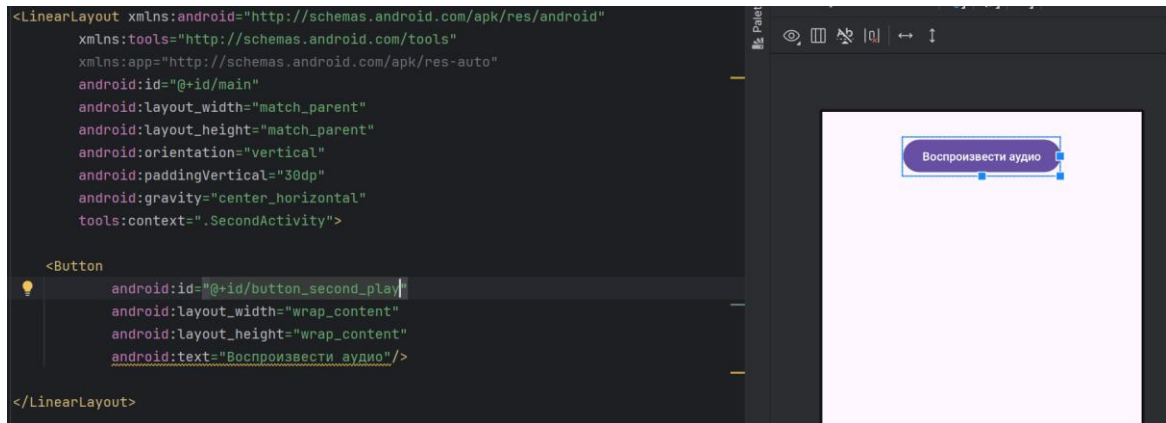 <LinearLayout xmlns:android="http://schemas.android.com/apk/res/android"
xmlns:tools="http://schemas.android.com/tools"
xmlns:app="http://schemas.android.com/apk/res-auto"
android:id="@+id/main"
android:layout_width="match_parent"
android:layout_height="match_parent"
android:orientation="vertical"
android:paddingVertical="30dp"
android:gravity="center_horizontal"
tools:context=".SecondActivity">
<Button
android:id="@+id/button_second_play"
android:layout_width="wrap_content"
android:layout_height="wrap_content"
android:text="Воспроизвести аудио"/>
</LinearLayout>
Воспроизвести аудио